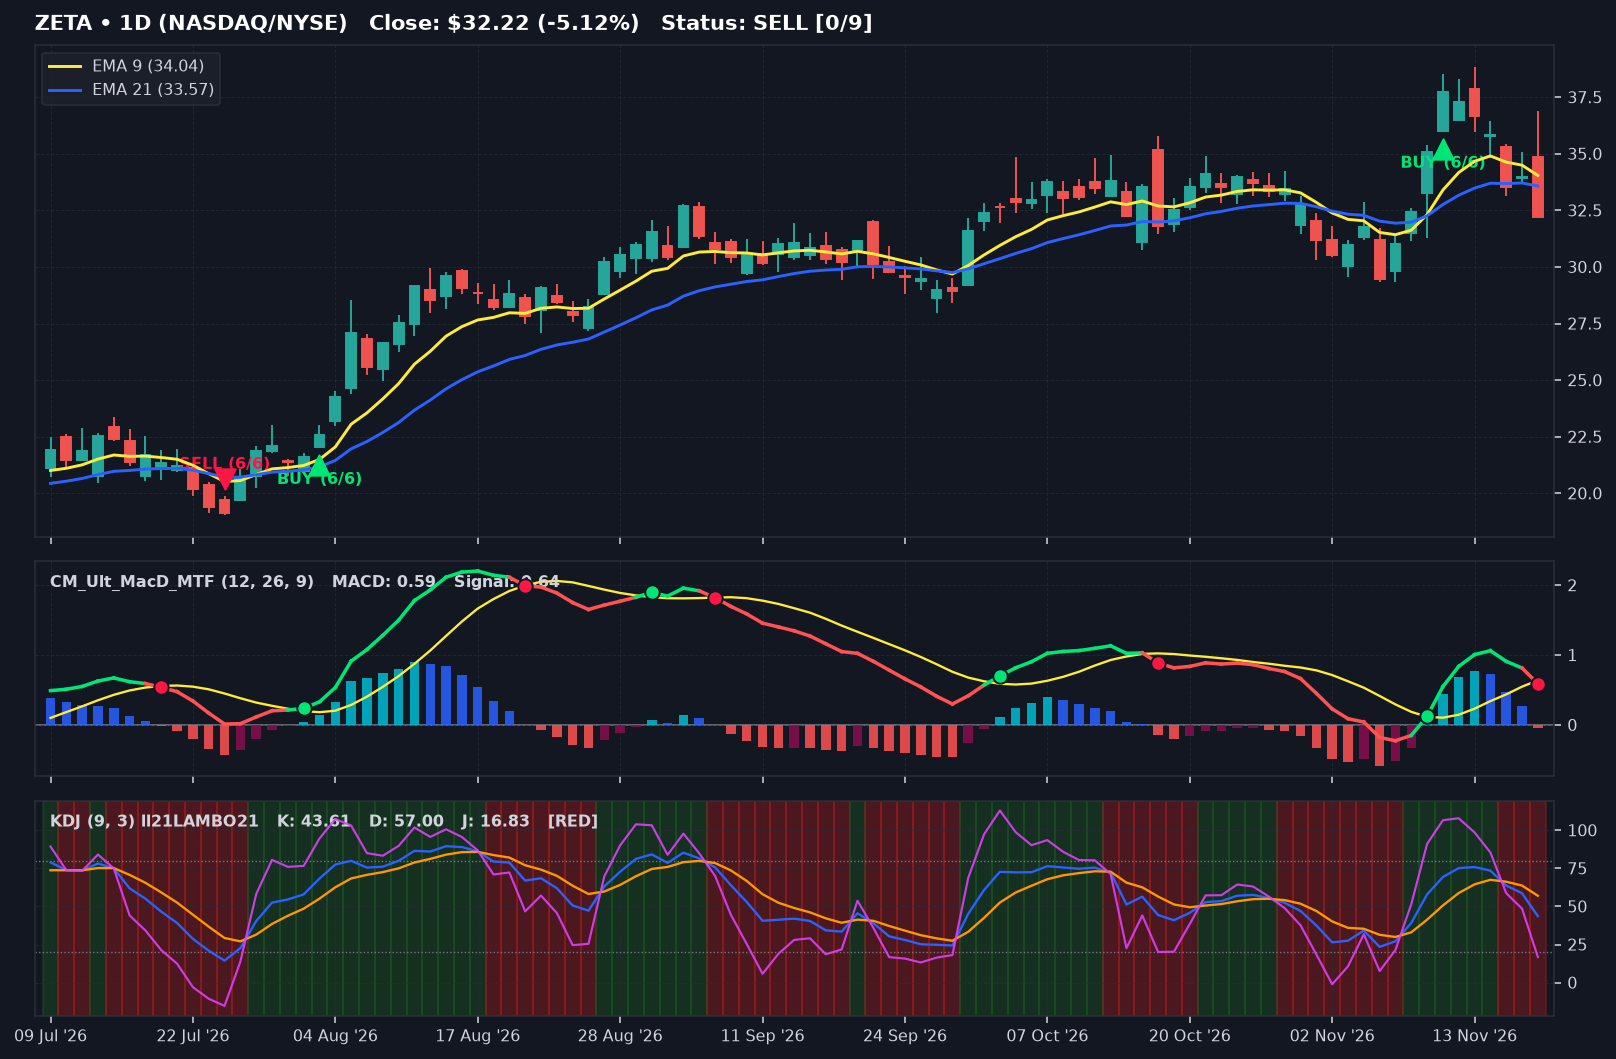 ZETA • 1D (NASDAQ/NYSE)   Close: $32.22 (-5.12%)   Status: SELL [0/9]
EMA 9 (34.04)
EMA 21 (33.57)
37.5
35.0
32.5
30.0
27.5
25.0
22.5
20.0
BUY (6/6)
SELL (6/6)
BUY (6/6)
CM_Ult_MacD_MTF (12, 26, 9)   MACD: 0.59   Signal: 0.64
2
1
0
KDJ (9, 3) II21LAMBO21   K: 43.61   D: 57.00   J: 16.83   [RED]
100
75
50
25
0
09 Jul '26
22 Jul '26
04 Aug '26
17 Aug '26
28 Aug '26
11 Sep '26
24 Sep '26
07 Oct '26
20 Oct '26
02 Nov '26
13 Nov '26